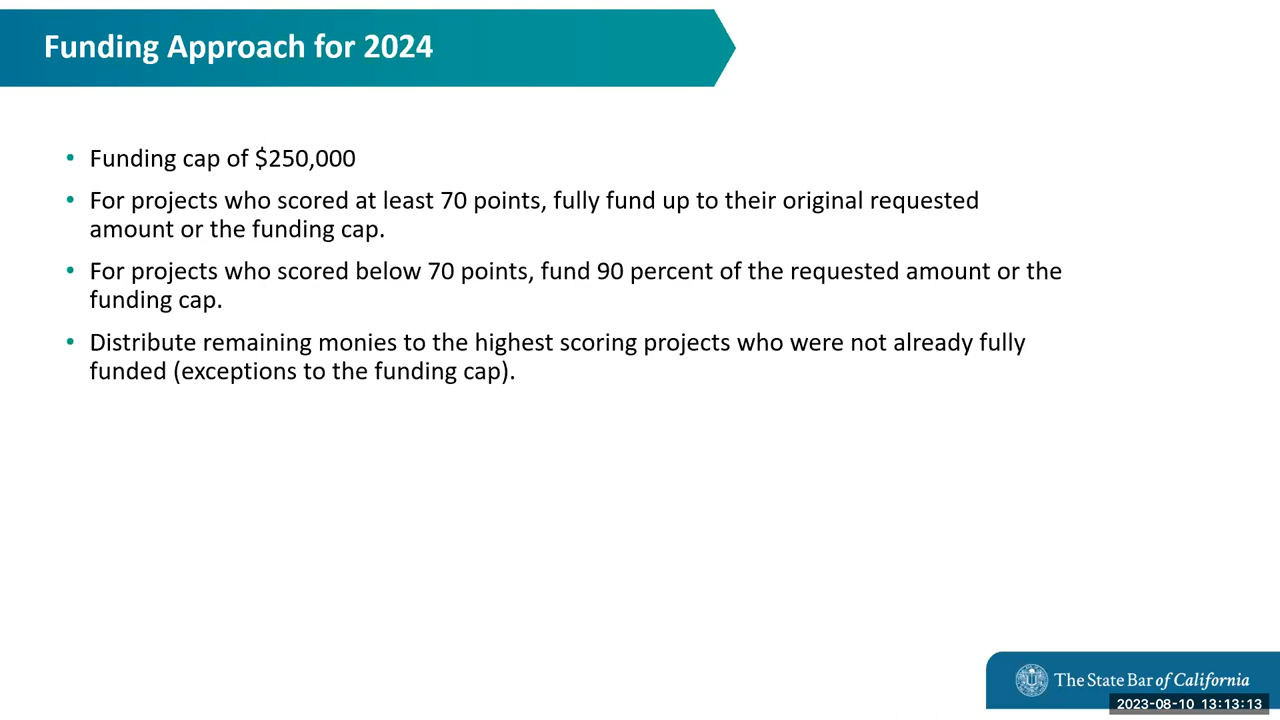 Funding Approach for 2024
• Funding cap of $250,000
• For projects who scored at least 70 points, fully fund up to their original requested
amount or the funding cap.
• For projects who scored below 70 points, fund 90 percent of the requested amount or the
funding cap.
• Distribute remaining monies to the highest scoring projects who were not already fully
funded (exceptions to the funding cap).
The State Bar of California
2023-08-10 13:13:13